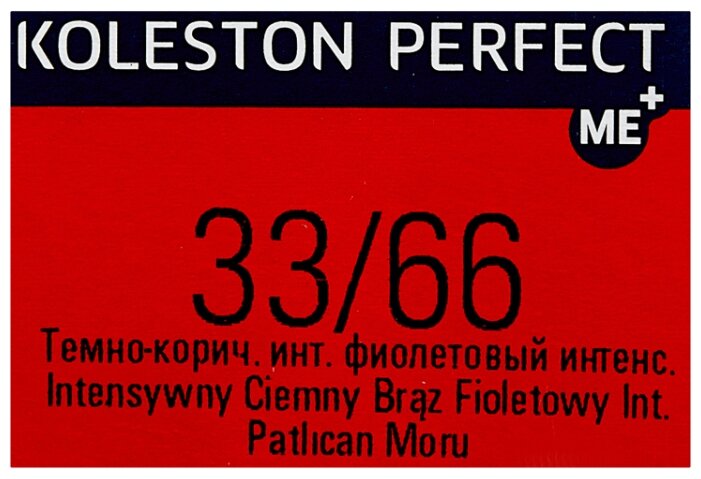 KOLESTON PERFECT
ME+
33/66
Темно-корич. инт. фиолетовый интенс.
Intensywny Ciemny Brąz Fioletowy Int.
Patlıcan Moru